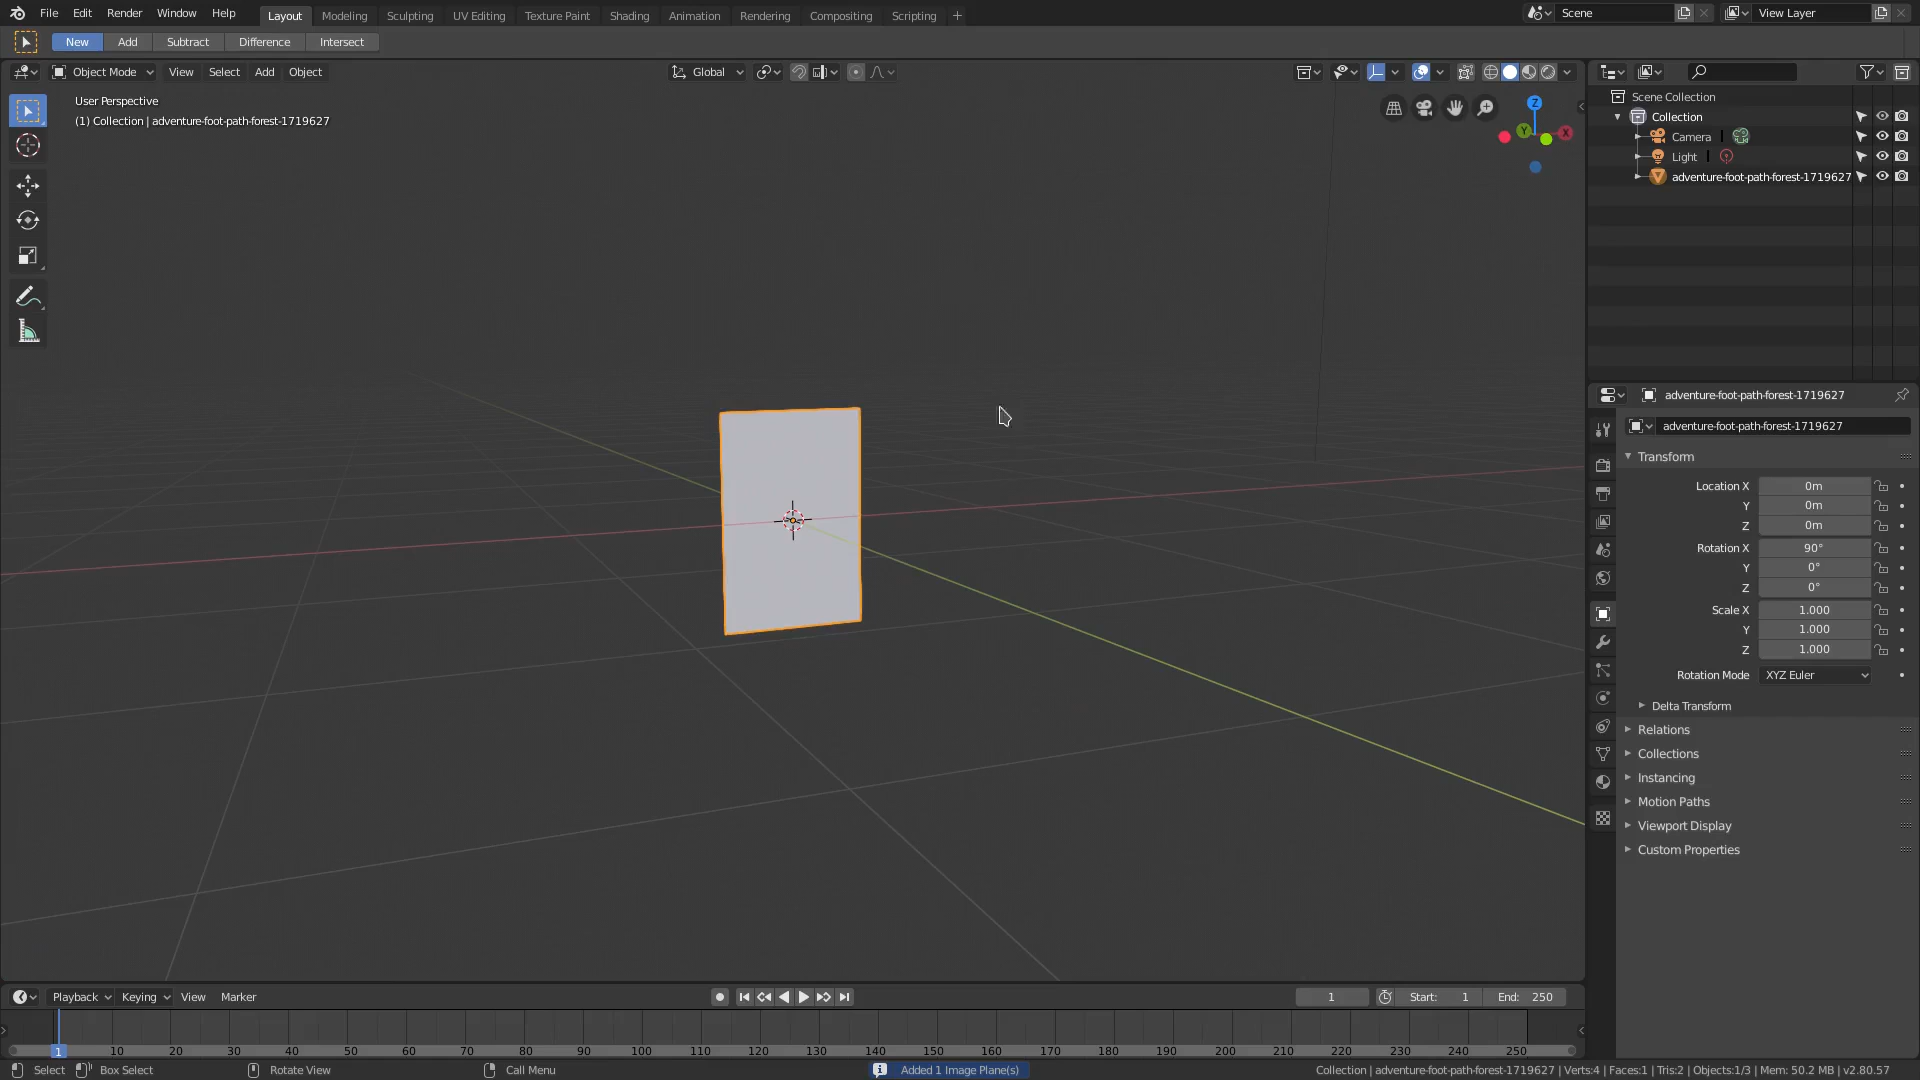 File Edit Render Window Help Layout Modeling Sculpting UV Editing Texture Paint Shading Animation Rendering Compositing Scripting + Scene View Layer
New Add Subtract Difference Intersect
Object Mode View Select Add Object Global
User Perspective
(1) Collection | adventure-foot-path-forest-1719627
Z
Y
X
Scene Collection
Collection
Camera
Light
adventure-foot-path-forest-1719627
adventure-foot-path-forest-1719627
adventure-foot-path-forest-1719627
Transform
Location X 0m
Y 0m
Z 0m
Rotation X 90°
Y 0°
Z 0°
Scale X 1.000
Y 1.000
Z 1.000
Rotation Mode XYZ Euler
Delta Transform
Relations
Collections
Instancing
Motion Paths
Viewport Display
Custom Properties
Playback Keying View Marker 1 Start: 1 End: 250
1 10 20 30 40 50 60 70 80 90 100 110 120 130 140 150 160 170 180 190 200 210 220 230 240 250
Select Box Select Rotate View Call Menu Added 1 Image Plane(s) Collection | adventure-foot-path-forest-1719627 | Verts:4 | Faces:1 | Tris:2 | Objects:1/3 | Mem: 50.2 MB | v2.80.57